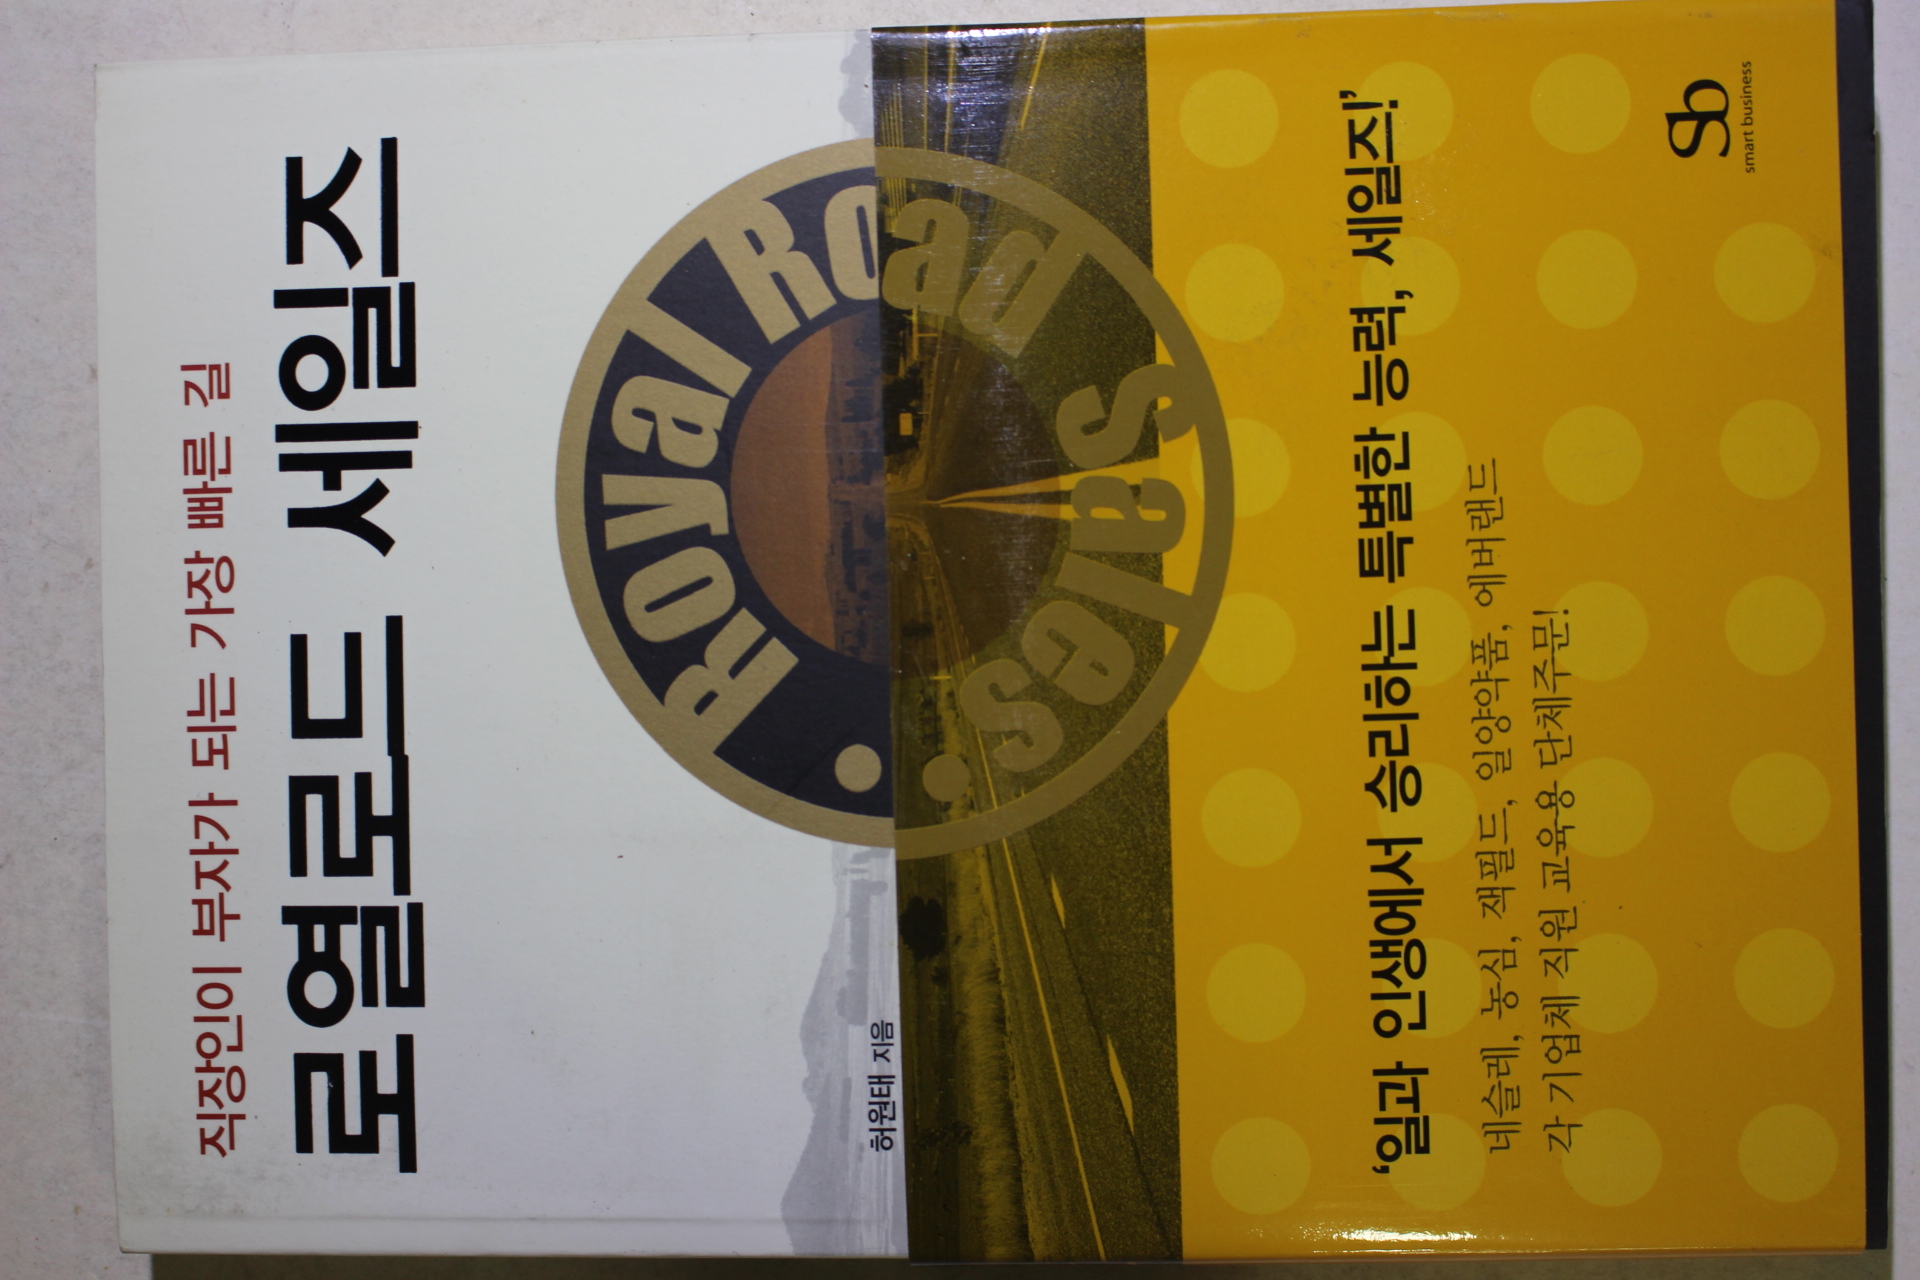 직장인이 부자가 되는 가장 빠른 길
로열로드 세일즈
Royal Road
Sales
허원태 지음
‘일과 인생에서 승리하는 특별한 능력, 세일즈!’
네슬레, 농심, 잭필드, 일양약품, 에버랜드
각 기업체 직원 교육용 단체주문!
Sb
smart business